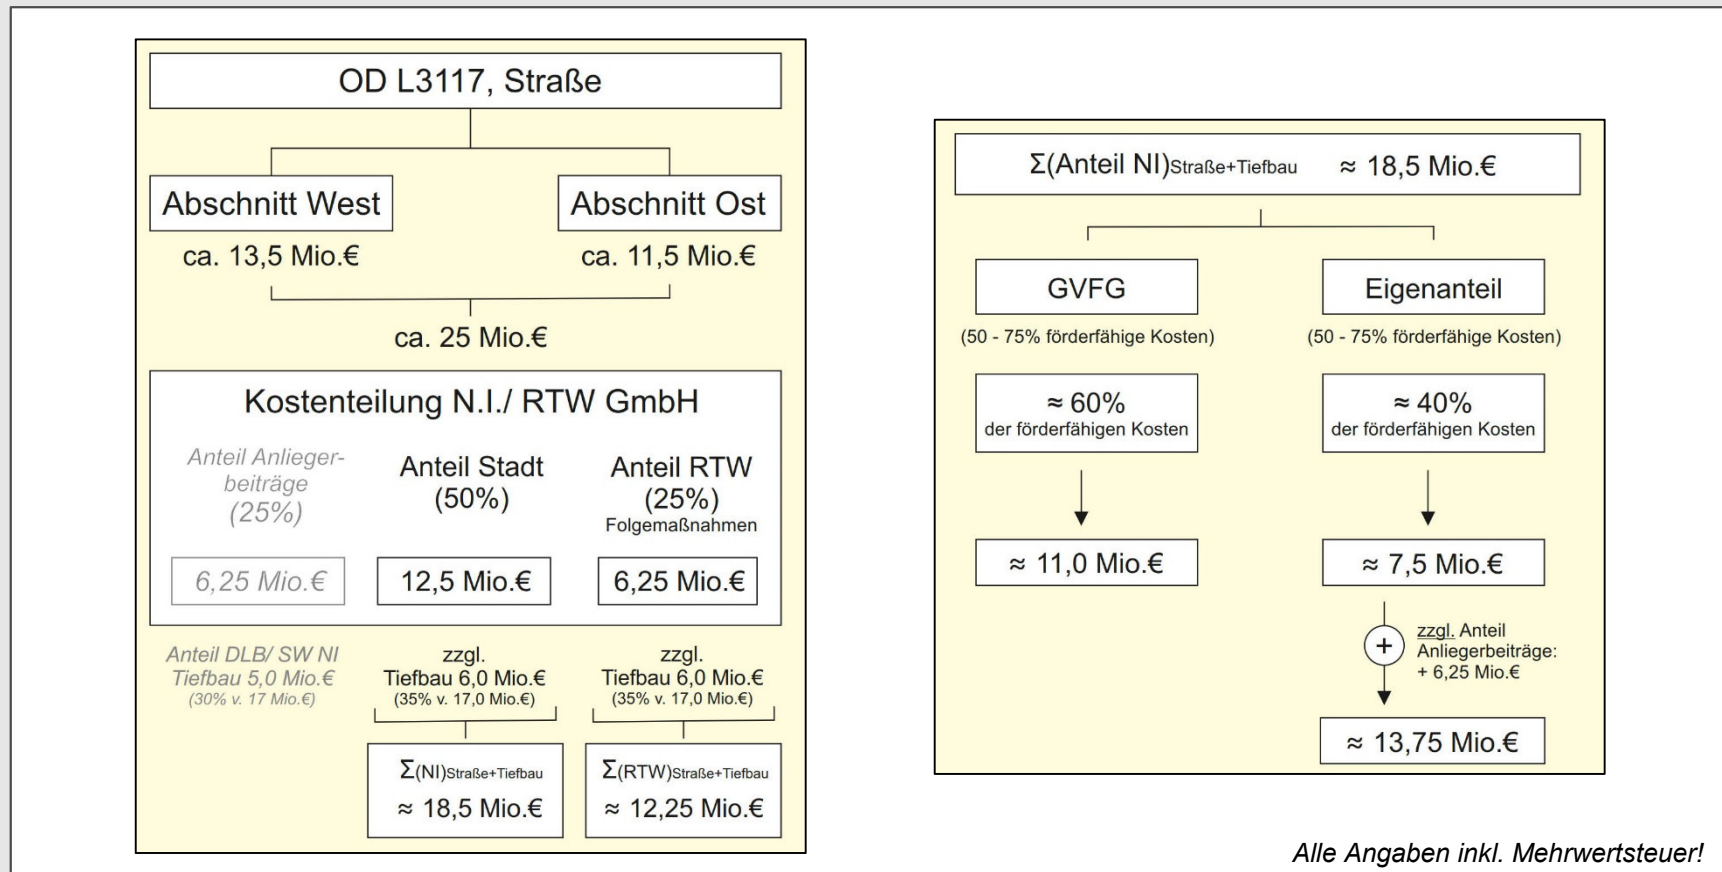 OD L3117, Straße
Abschnitt West
Abschnitt Ost
ca. 13,5 Mio.€
ca. 11,5 Mio.€
ca. 25 Mio.€
Kostenteilung N.I./ RTW GmbH
Anteil Anlieger-
beiträge
(25%)
Anteil Stadt
(50%)
Anteil RTW
(25%)
Folgemaßnahmen
6,25 Mio.€
12,5 Mio.€
6,25 Mio.€
Anteil DLB/ SW NI
Tiefbau 5,0 Mio.€
(30% v. 17 Mio.€)
zzgl.
Tiefbau 6,0 Mio.€
(35% v. 17,0 Mio.€)
zzgl.
Tiefbau 6,0 Mio.€
(35% v. 17,0 Mio.€)
Σ(NI)Straße+Tiefbau
≈ 18,5 Mio.€
Σ(RTW)Straße+Tiefbau
≈ 12,25 Mio.€
Σ(Anteil NI)Straße+Tiefbau ≈ 18,5 Mio.€
GVFG
(50 - 75% förderfähige Kosten)
≈ 60%
der förderfähigen Kosten
≈ 11,0 Mio.€
Eigenanteil
(50 - 75% förderfähige Kosten)
≈ 40%
der förderfähigen Kosten
≈ 7,5 Mio.€
+
zzgl. Anteil
Anliegerbeiträge:
+ 6,25 Mio.€
≈ 13,75 Mio.€
Alle Angaben inkl. Mehrwertsteuer!